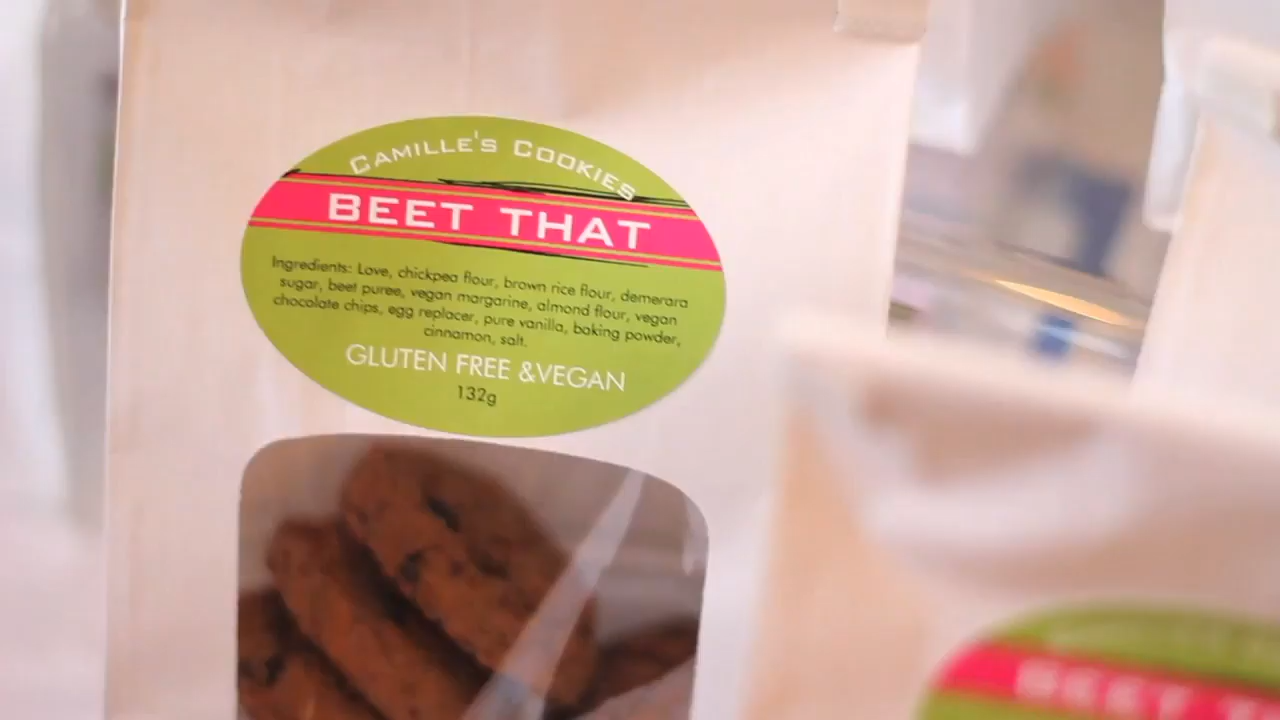 CAMILLE'S COOKIES
BEET THAT
Ingredients: Love, chickpea flour, brown rice flour, demerara
sugar, beet puree, vegan margarine, almond flour, vegan
chocolate chips, egg replacer, pure vanilla, baking powder,
cinnamon, salt.
GLUTEN FREE &VEGAN
132g
BEET